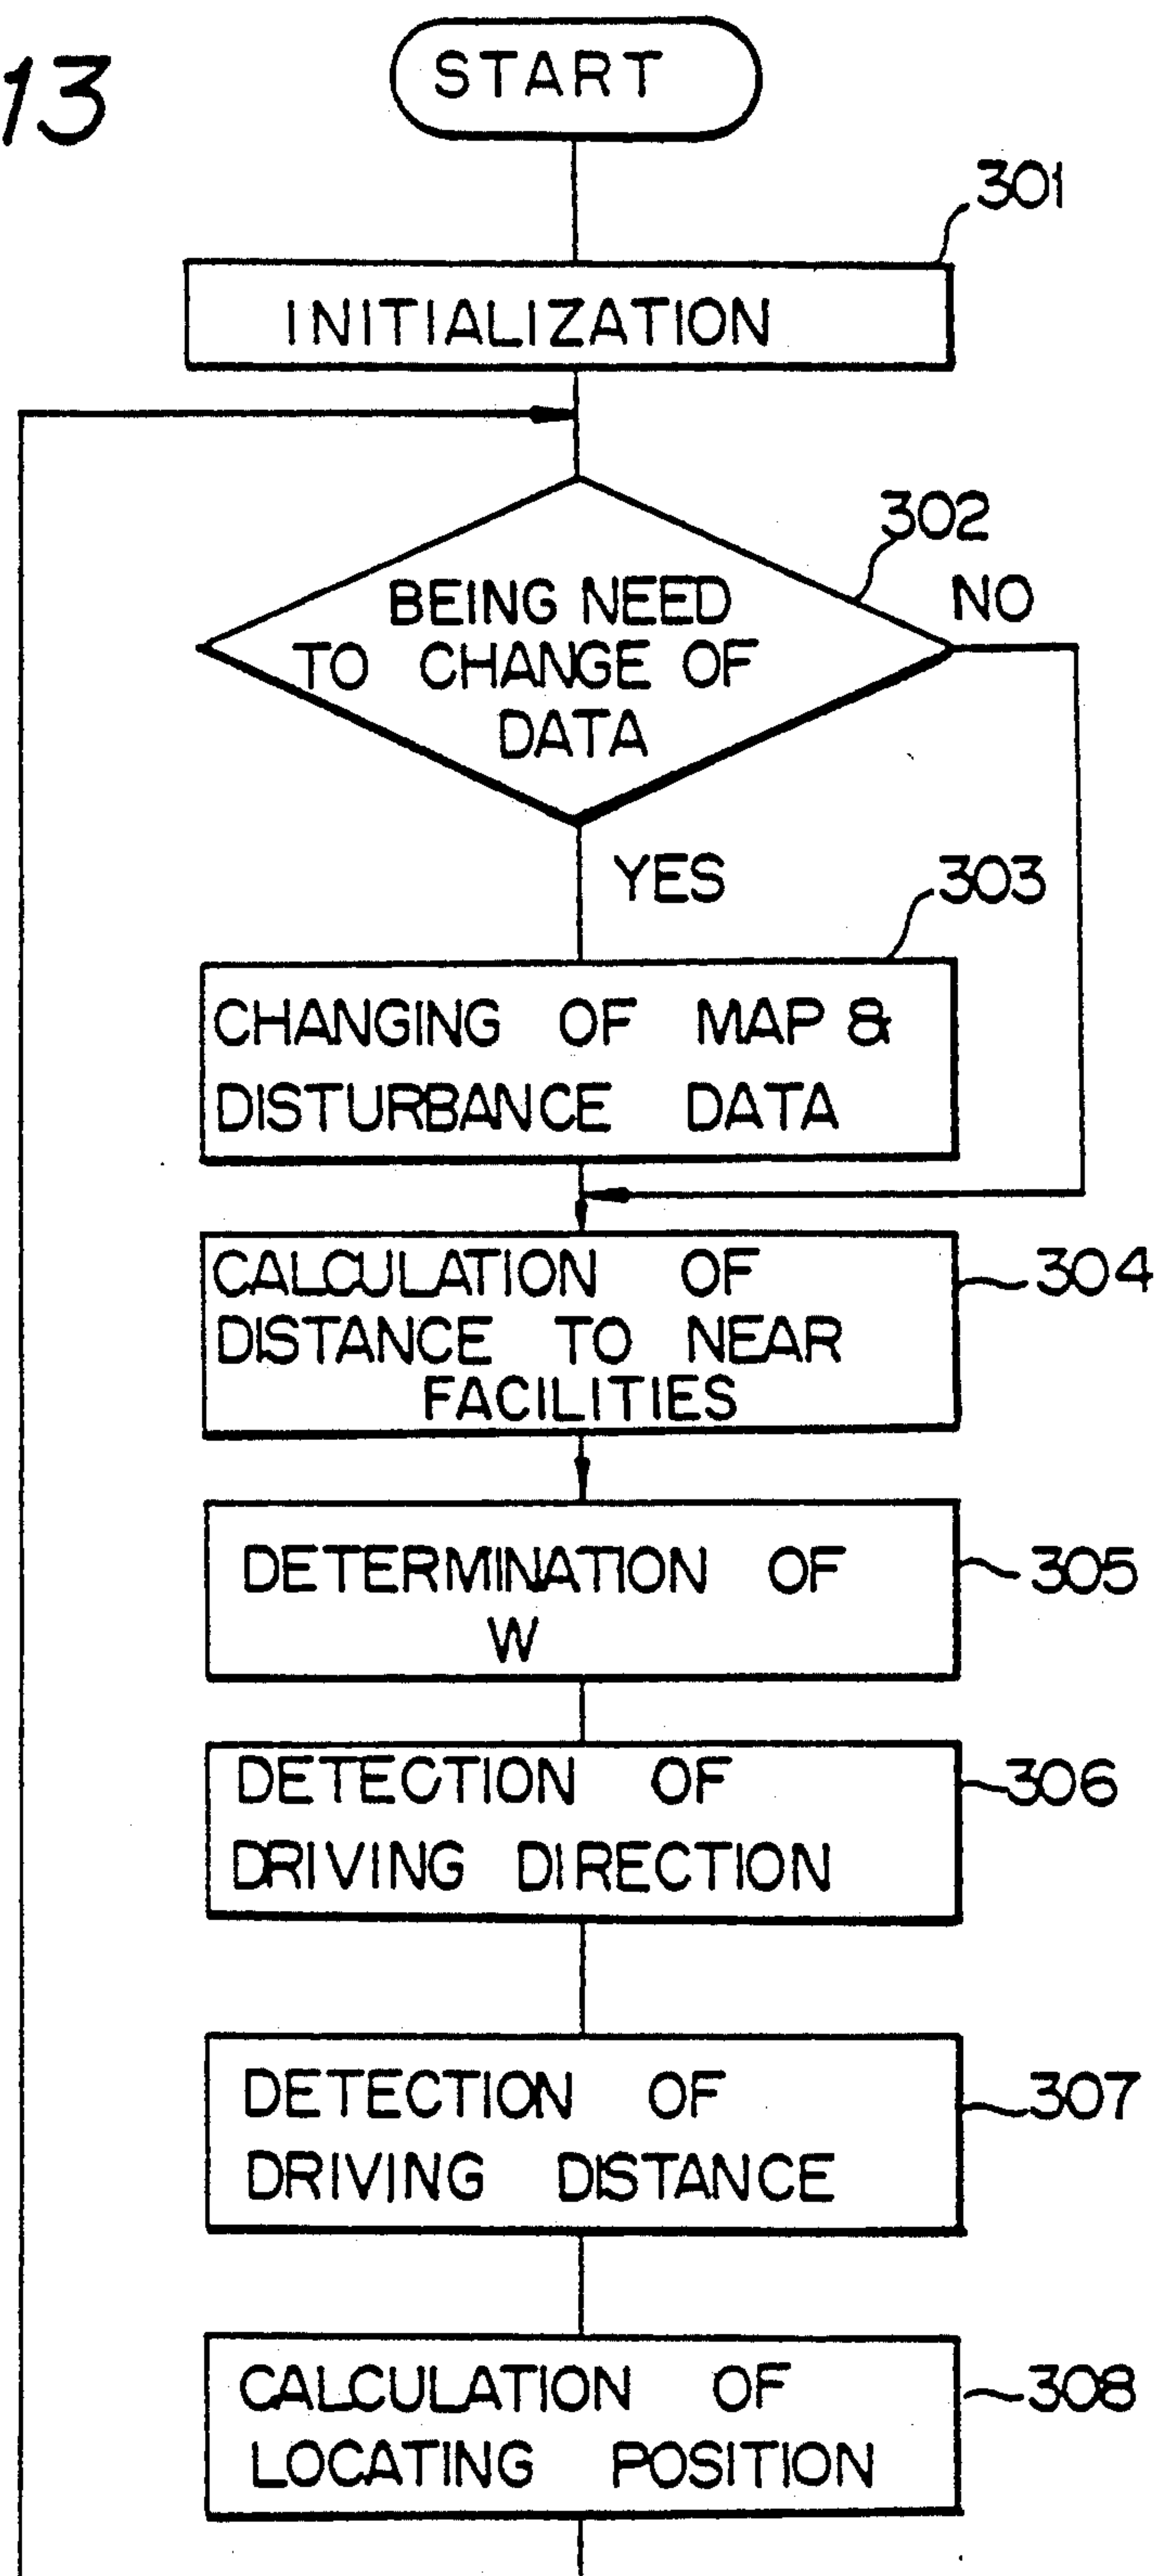 13
START
301
INITIALIZATION
302
BEING NEED
TO CHANGE OF
DATA
NO
YES
303
CHANGING OF MAP &
DISTURBANCE DATA
CALCULATION OF
DISTANCE TO NEAR
FACILITIES
304
DETERMINATION OF
W
305
DETECTION OF
DRIVING DIRECTION
306
DETECTION OF
DRIVING DISTANCE
307
CALCULATION OF
LOCATING POSITION
308